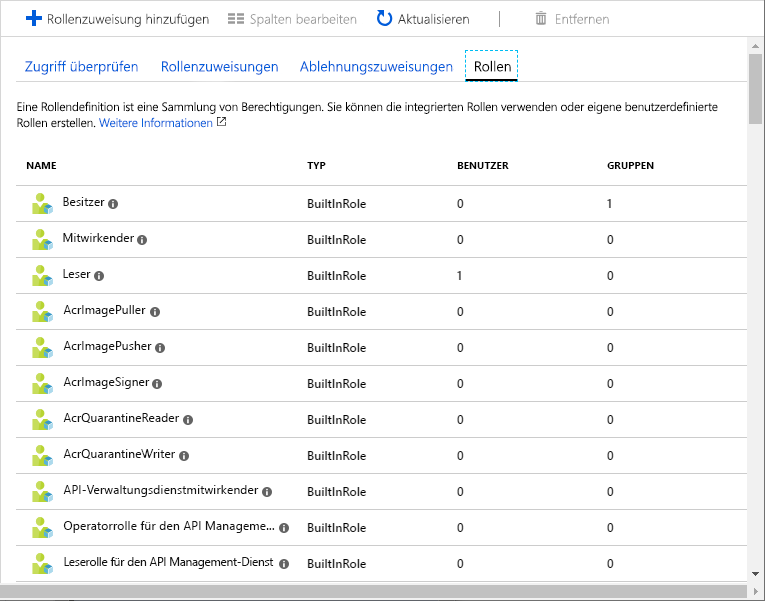 Rollenzuweisung hinzufügen Spalten bearbeiten Aktualisieren Entfernen
Zugriff überprüfen Rollenzuweisungen Ablehnungszuweisungen Rollen
Eine Rollendefinition ist eine Sammlung von Berechtigungen. Sie können die integrierten Rollen verwenden oder eigene benutzerdefinierte
Rollen erstellen. Weitere Informationen
NAME TYP BENUTZER GRUPPEN
Besitzer BuiltInRole 0 1
Mitwirkender BuiltInRole 0 0
Leser BuiltInRole 1 0
AcrImagePuller BuiltInRole 0 0
AcrImagePusher BuiltInRole 0 0
AcrImageSigner BuiltInRole 0 0
AcrQuarantineReader BuiltInRole 0 0
AcrQuarantineWriter BuiltInRole 0 0
API-Verwaltungsdienstmitwirkender BuiltInRole 0 0
Operatorrolle für den API Manageme... BuiltInRole 0 0
Leserolle für den API Management-Dienst BuiltInRole 0 0